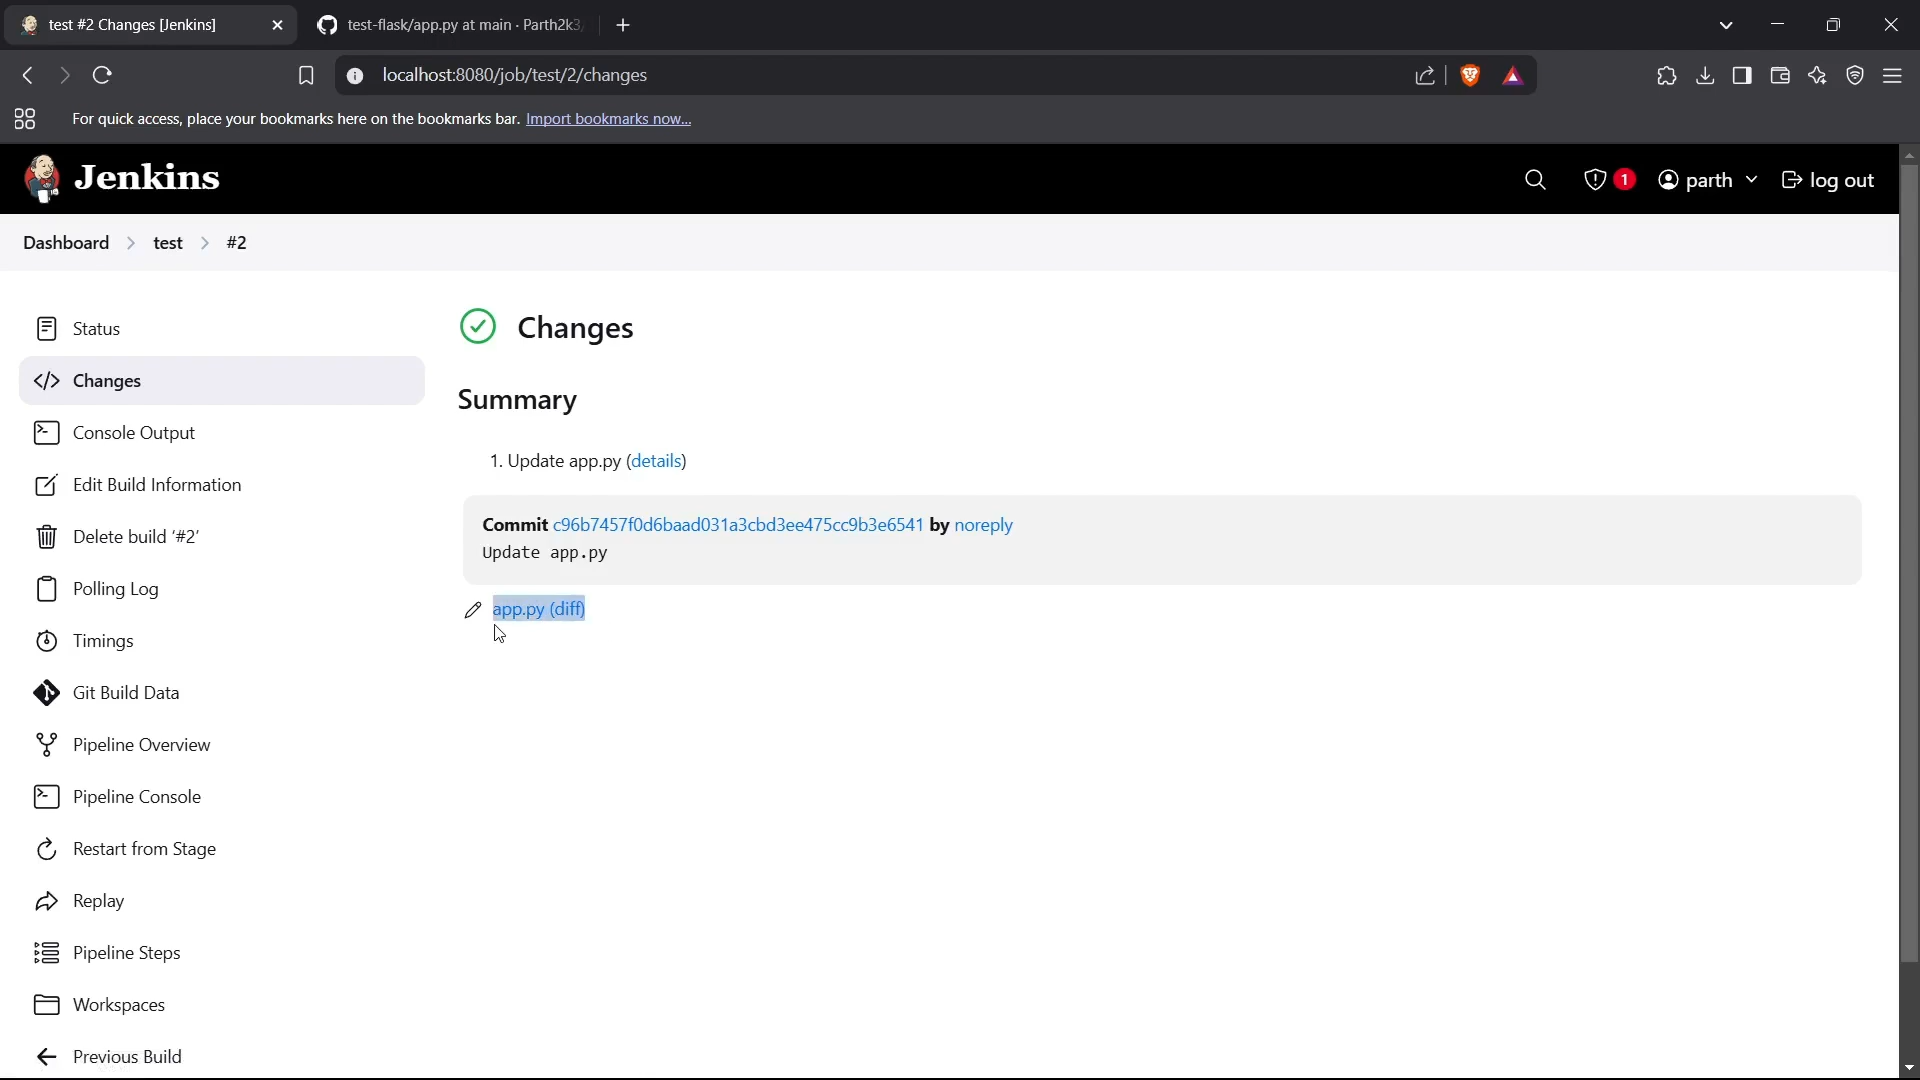 test #2 Changes [Jenkins]
test-flask/app.py at main · Parth2k3
localhost:8080/job/test/2/changes
For quick access, place your bookmarks here on the bookmarks bar. Import bookmarks now...
Jenkins
1
parth
log out
Dashboard
test
#2
Status
Changes
Console Output
Edit Build Information
Delete build ‘#2’
Polling Log
Timings
Git Build Data
Pipeline Overview
Pipeline Console
Restart from Stage
Replay
Pipeline Steps
Workspaces
Previous Build
Changes
Summary
1. Update app.py (details)
Commit c96b7457f0d6baad031a3cbd3ee475cc9b3e6541 by noreply
Update app.py
app.py (diff)